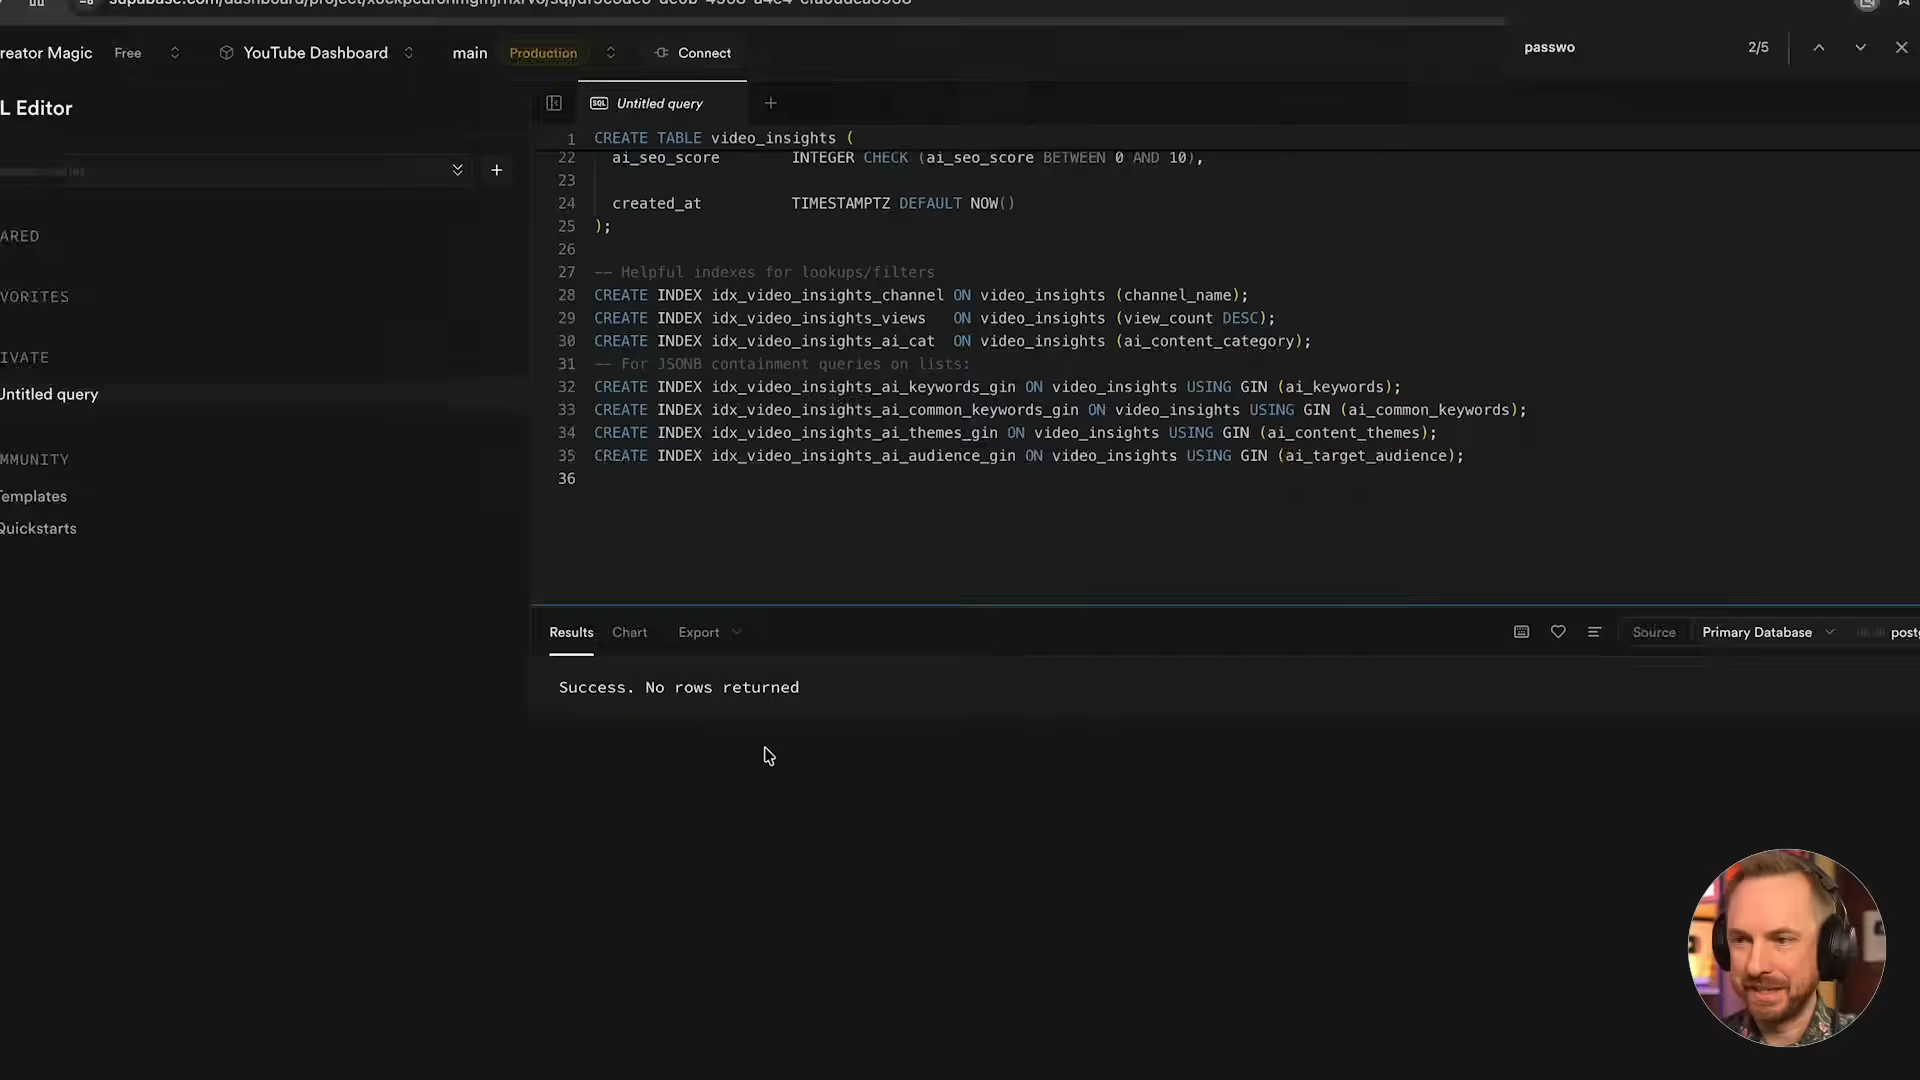 reator Magic Free YouTube Dashboard main Production Connect
passwo 2/5
L Editor
Untitled query
1 CREATE TABLE video_insights (
22 ai_seo_score INTEGER CHECK (ai_seo_score BETWEEN 0 AND 10),
23
24 created_at TIMESTAMPTZ DEFAULT NOW()
25 );
26
27 -- Helpful indexes for lookups/filters
28 CREATE INDEX idx_video_insights_channel ON video_insights (channel_name);
29 CREATE INDEX idx_video_insights_views ON video_insights (view_count DESC);
30 CREATE INDEX idx_video_insights_ai_cat ON video_insights (ai_content_category);
31 -- For JSONB containment queries on lists:
32 CREATE INDEX idx_video_insights_ai_keywords_gin ON video_insights USING GIN (ai_keywords);
33 CREATE INDEX idx_video_insights_ai_common_keywords_gin ON video_insights USING GIN (ai_common_keywords);
34 CREATE INDEX idx_video_insights_ai_themes_gin ON video_insights USING GIN (ai_content_themes);
35 CREATE INDEX idx_video_insights_ai_audience_gin ON video_insights USING GIN (ai_target_audience);
36
ARED
VORITES
IVATE
Untitled query
MMUNITY
Templates
Quickstarts
Results Chart Export Source Primary Database postg
Success. No rows returned